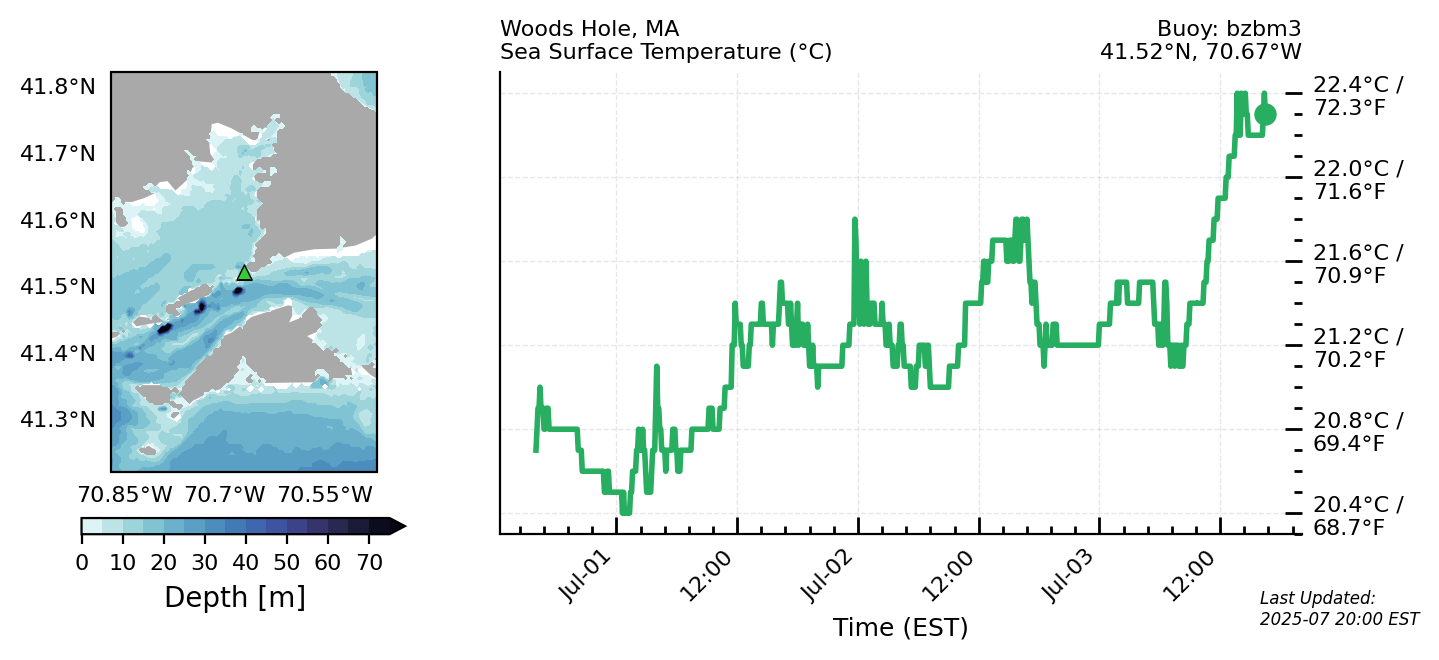 Woods Hole, MA
Sea Surface Temperature (°C)
Buoy: bzbm3
41.52°N, 70.67°W
41.8°N
41.7°N
41.6°N
41.5°N
41.4°N
41.3°N
70.85°W 70.7°W 70.55°W
0 10 20 30 40 50 60 70
Depth [m]
22.4°C /
72.3°F
22.0°C /
71.6°F
21.6°C /
70.9°F
21.2°C /
70.2°F
20.8°C /
69.4°F
20.4°C /
68.7°F
Jul-01
12:00
Jul-02
12:00
Jul-03
12:00
Time (EST)
Last Updated:
2025-07 20:00 EST